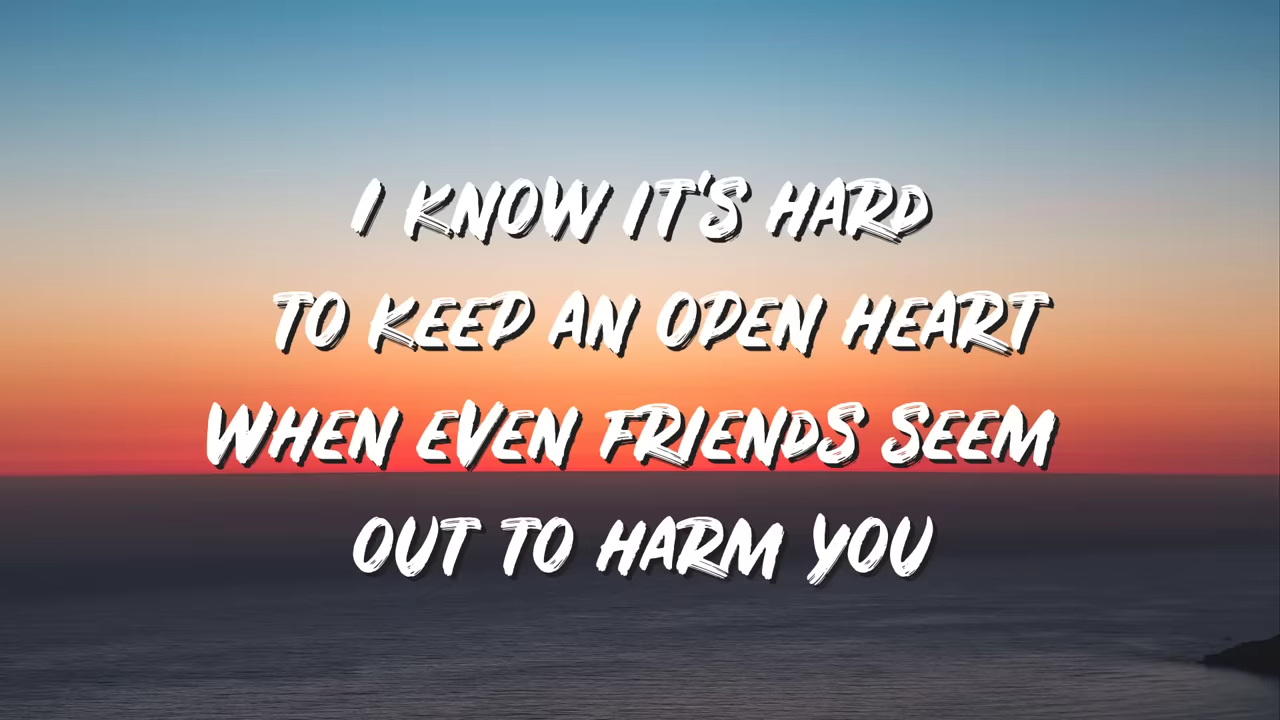 I KNOW IT'S HARD
TO KEEP AN OPEN HEART
WHEN EVEN FRIENDS SEEM
OUT TO HARM YOU